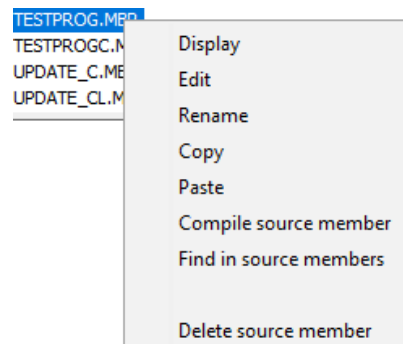 TESTPROG.MBR
TESTPROGC.M
UPDATE_C.MB
UPDATE_CL.M
Display
Edit
Rename
Copy
Paste
Compile source member
Find in source members
Delete source member